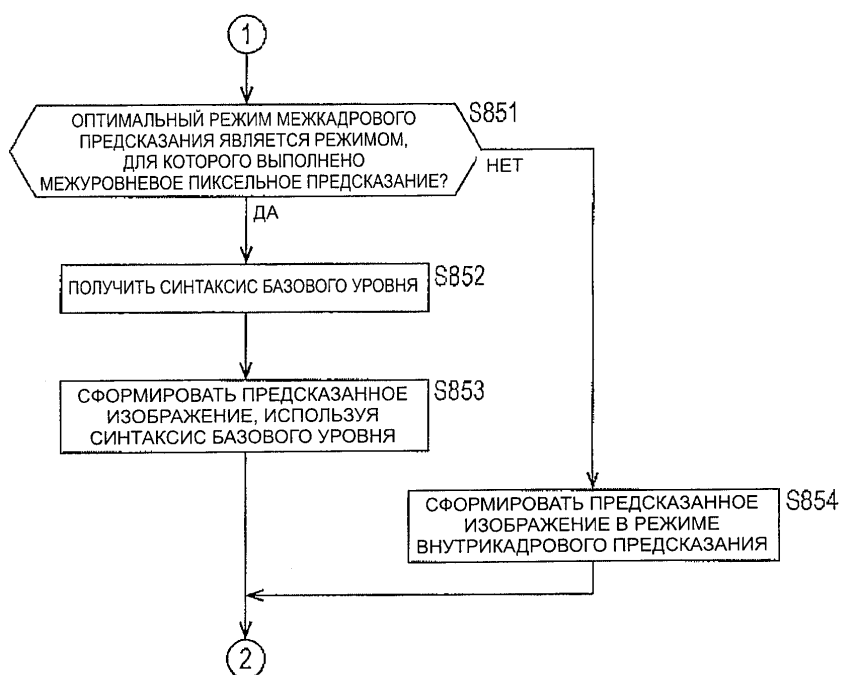 1
ОПТИМАЛЬНЫЙ РЕЖИМ МЕЖКАДРОВОГО
ПРЕДСКАЗАНИЯ ЯВЛЯЕТСЯ РЕЖИМОМ,
ДЛЯ КОТОРОГО ВЫПОЛНЕНО
МЕЖУРОВНЕВОЕ ПИКСЕЛЬНОЕ ПРЕДСКАЗАНИЕ?
S851
НЕТ
ДА
ПОЛУЧИТЬ СИНТАКСИС БАЗОВОГО УРОВНЯ
S852
СФОРМИРОВАТЬ ПРЕДСКАЗАННОЕ
ИЗОБРАЖЕНИЕ, ИСПОЛЬЗУЯ
СИНТАКСИС БАЗОВОГО УРОВНЯ
S853
СФОРМИРОВАТЬ ПРЕДСКАЗАННОЕ
ИЗОБРАЖЕНИЕ В РЕЖИМЕ
ВНУТРИКАДРОВОГО ПРЕДСКАЗАНИЯ
S854
2